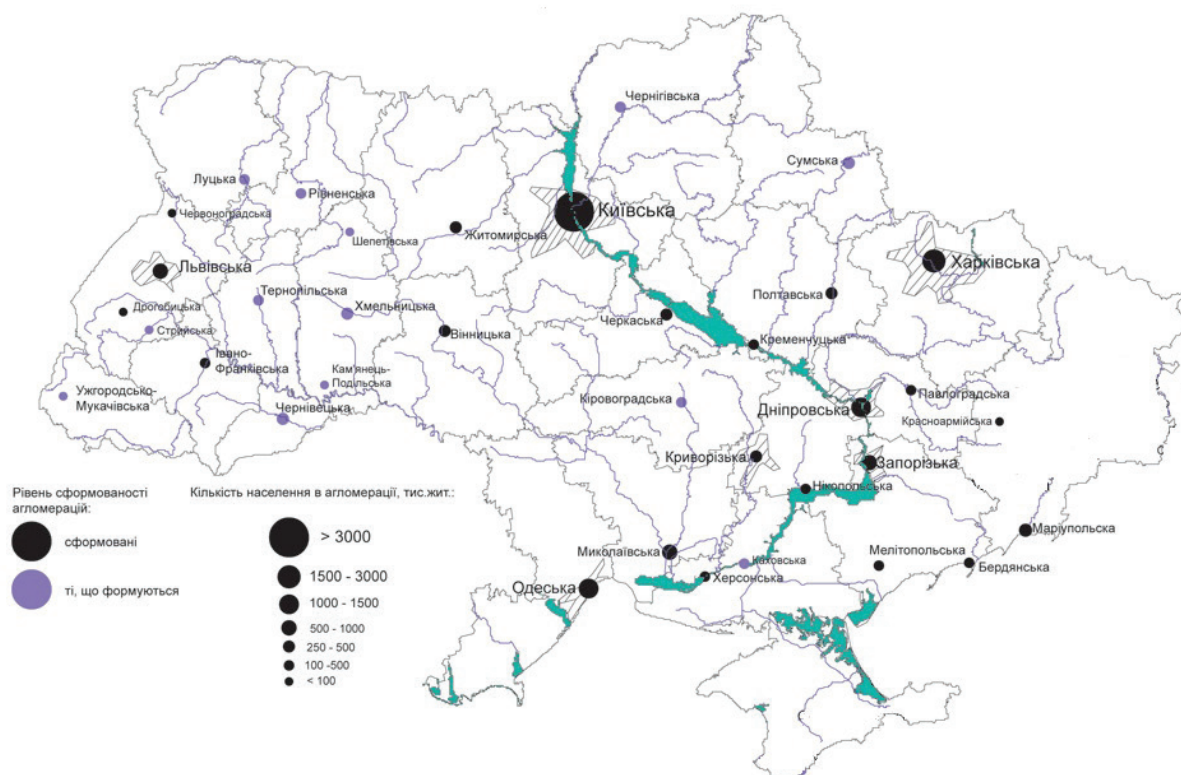 Чернігівська
Сумська
Луцька
Рівненська
Київська
Червоноградська
Житомирська
Шепетівська
Львівська
Харківська
Тернопільська
Хмельницька
Полтавська
Дрогобицька
Черкаська
Стрийська
Вінницька
Кременчуцька
Івано-
Франківська
Кам'янець-
Подільська
Ужгородсько-
Мукачівська
Чернівецька
Кіровоградська
Дніпровська
Павлоградська
Красноармійська
Криворізька
Запорізька
Нікопольська
Маріупольска
Миколаївська
Каховська
Мелітопольська
Бердянська
Херсонська
Одеська
Рівень сформованості
агломерацій:
сформовані
ті, що формуються
Кількість населення в агломерації, тис.жит.:
> 3000
1500 - 3000
1000 - 1500
500 - 1000
250 - 500
100 -500
< 100